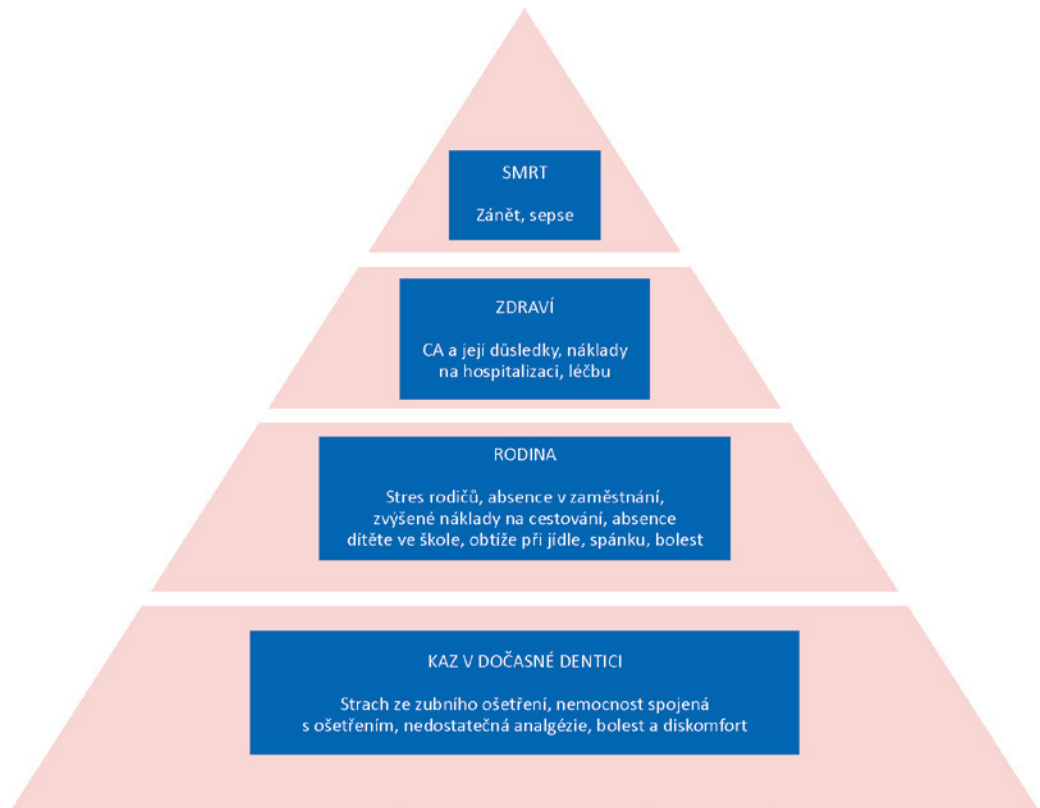 SMRT
Zánět, sepse
ZDRAVÍ
CA a její důsledky, náklady
na hospitalizaci, léčbu
RODINA
Stres rodičů, absence v zaměstnání,
zvýšené náklady na cestování, absence
dítěte ve škole, obtíže při jídle, spánku, bolest
KAZ V DOČASNÉ DENTICI
Strach ze zubního ošetření, nemocnost spojená
s ošetřením, nedostatečná analgézie, bolest a diskomfort